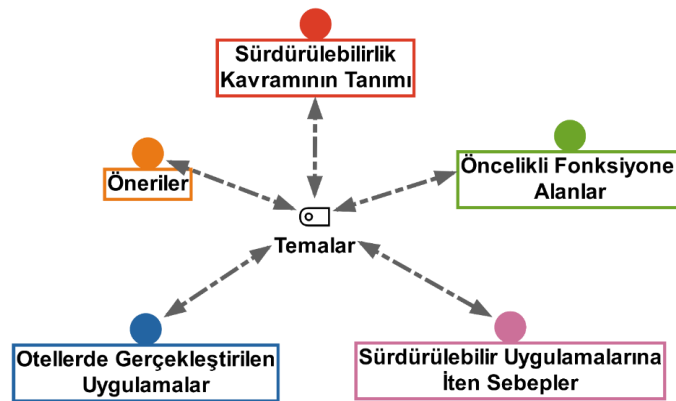 Sürdürülebilirlik
Kavramının Tanımı
Öncelikli Fonksiyone
Alanlar
Öneriler
Temalar
Otellerde Gerçekleştirilen
Uygulamalar
Sürdürülebilir Uygulamalarına
İten Sebepler